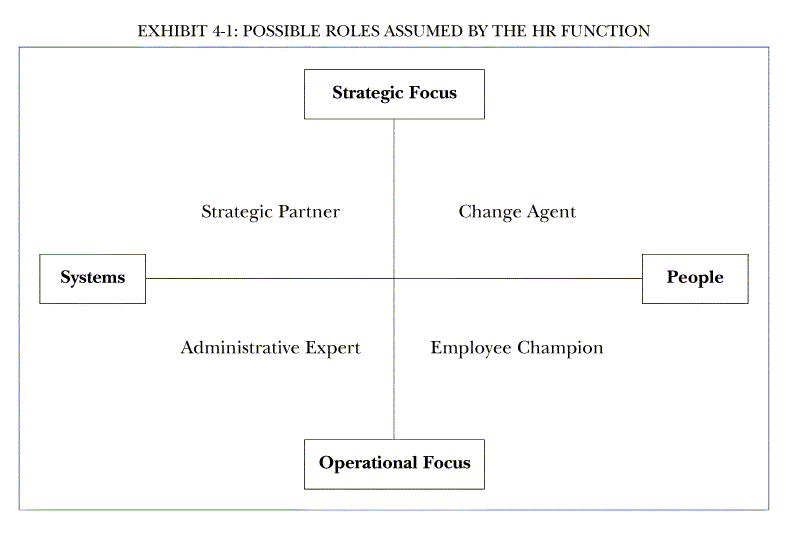 EXHIBIT 4-1: POSSIBLE ROLES ASSUMED BY THE HR FUNCTION
Strategic Focus
Strategic Partner
Change Agent
Systems
People
Administrative Expert
Employee Champion
Operational Focus